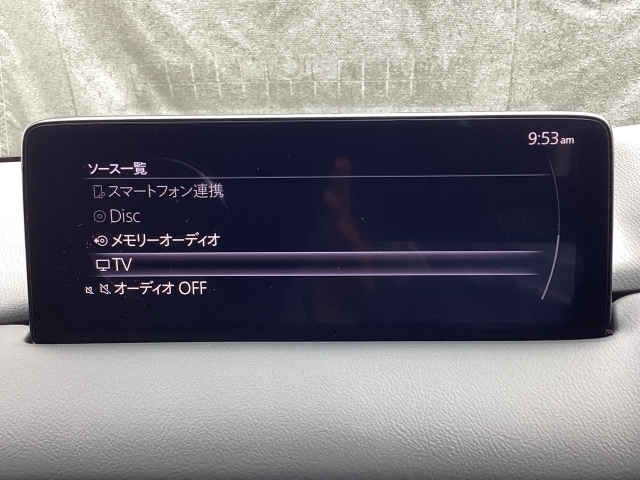 9:53am
ソース一覧
スマートフォン連携
Disc
メモリーオーディオ
TV
オーディオ OFF